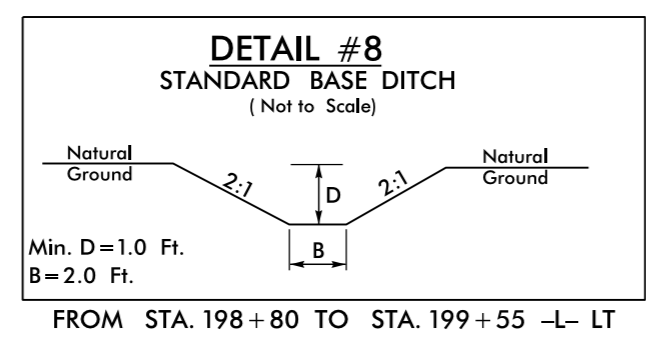 DETAIL #8
STANDARD BASE DITCH
( Not to Scale)
Natural
Ground
2:1
D
2:1
Natural
Ground
B
Min. D=1.0 Ft.
B=2.0 Ft.
FROM STA. 198+80 TO STA. 199+55 -L- LT